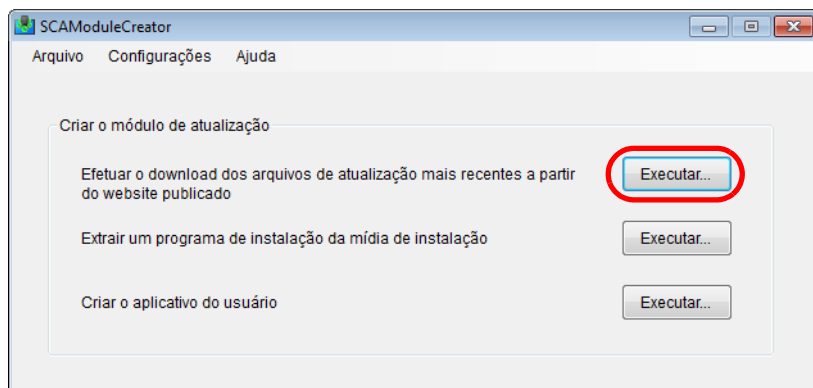 SCAModuleCreator
Arquivo Configurações Ajuda
Criar o módulo de atualização
Efetuar o download dos arquivos de atualização mais recentes a partir Executar...
do website publicado
Extrair um programa de instalação da mídia de instalação Executar...
Criar o aplicativo do usuário Executar...